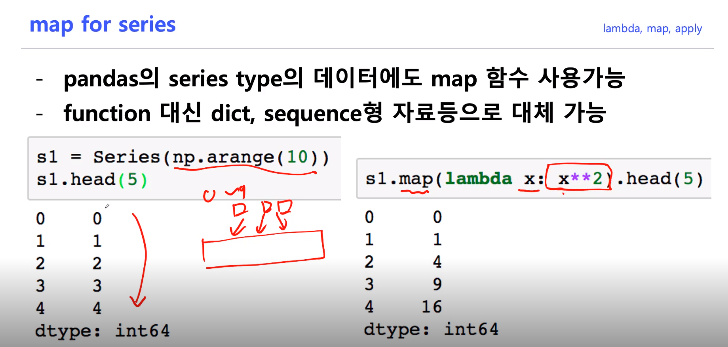 map for series
lambda, map, apply
- pandas의 series type의 데이터에도 map 함수 사용가능
- function 대신 dict, sequence형 자료등으로 대체 가능
s1 = Series(np.arange(10))
s1.head(5)
0 0
1 1
2 2
3 3
4 4
dtype: int64
s1.map(lambda x: x**2).head(5)
0 0
1 1
2 4
3 9
4 16
dtype: int64